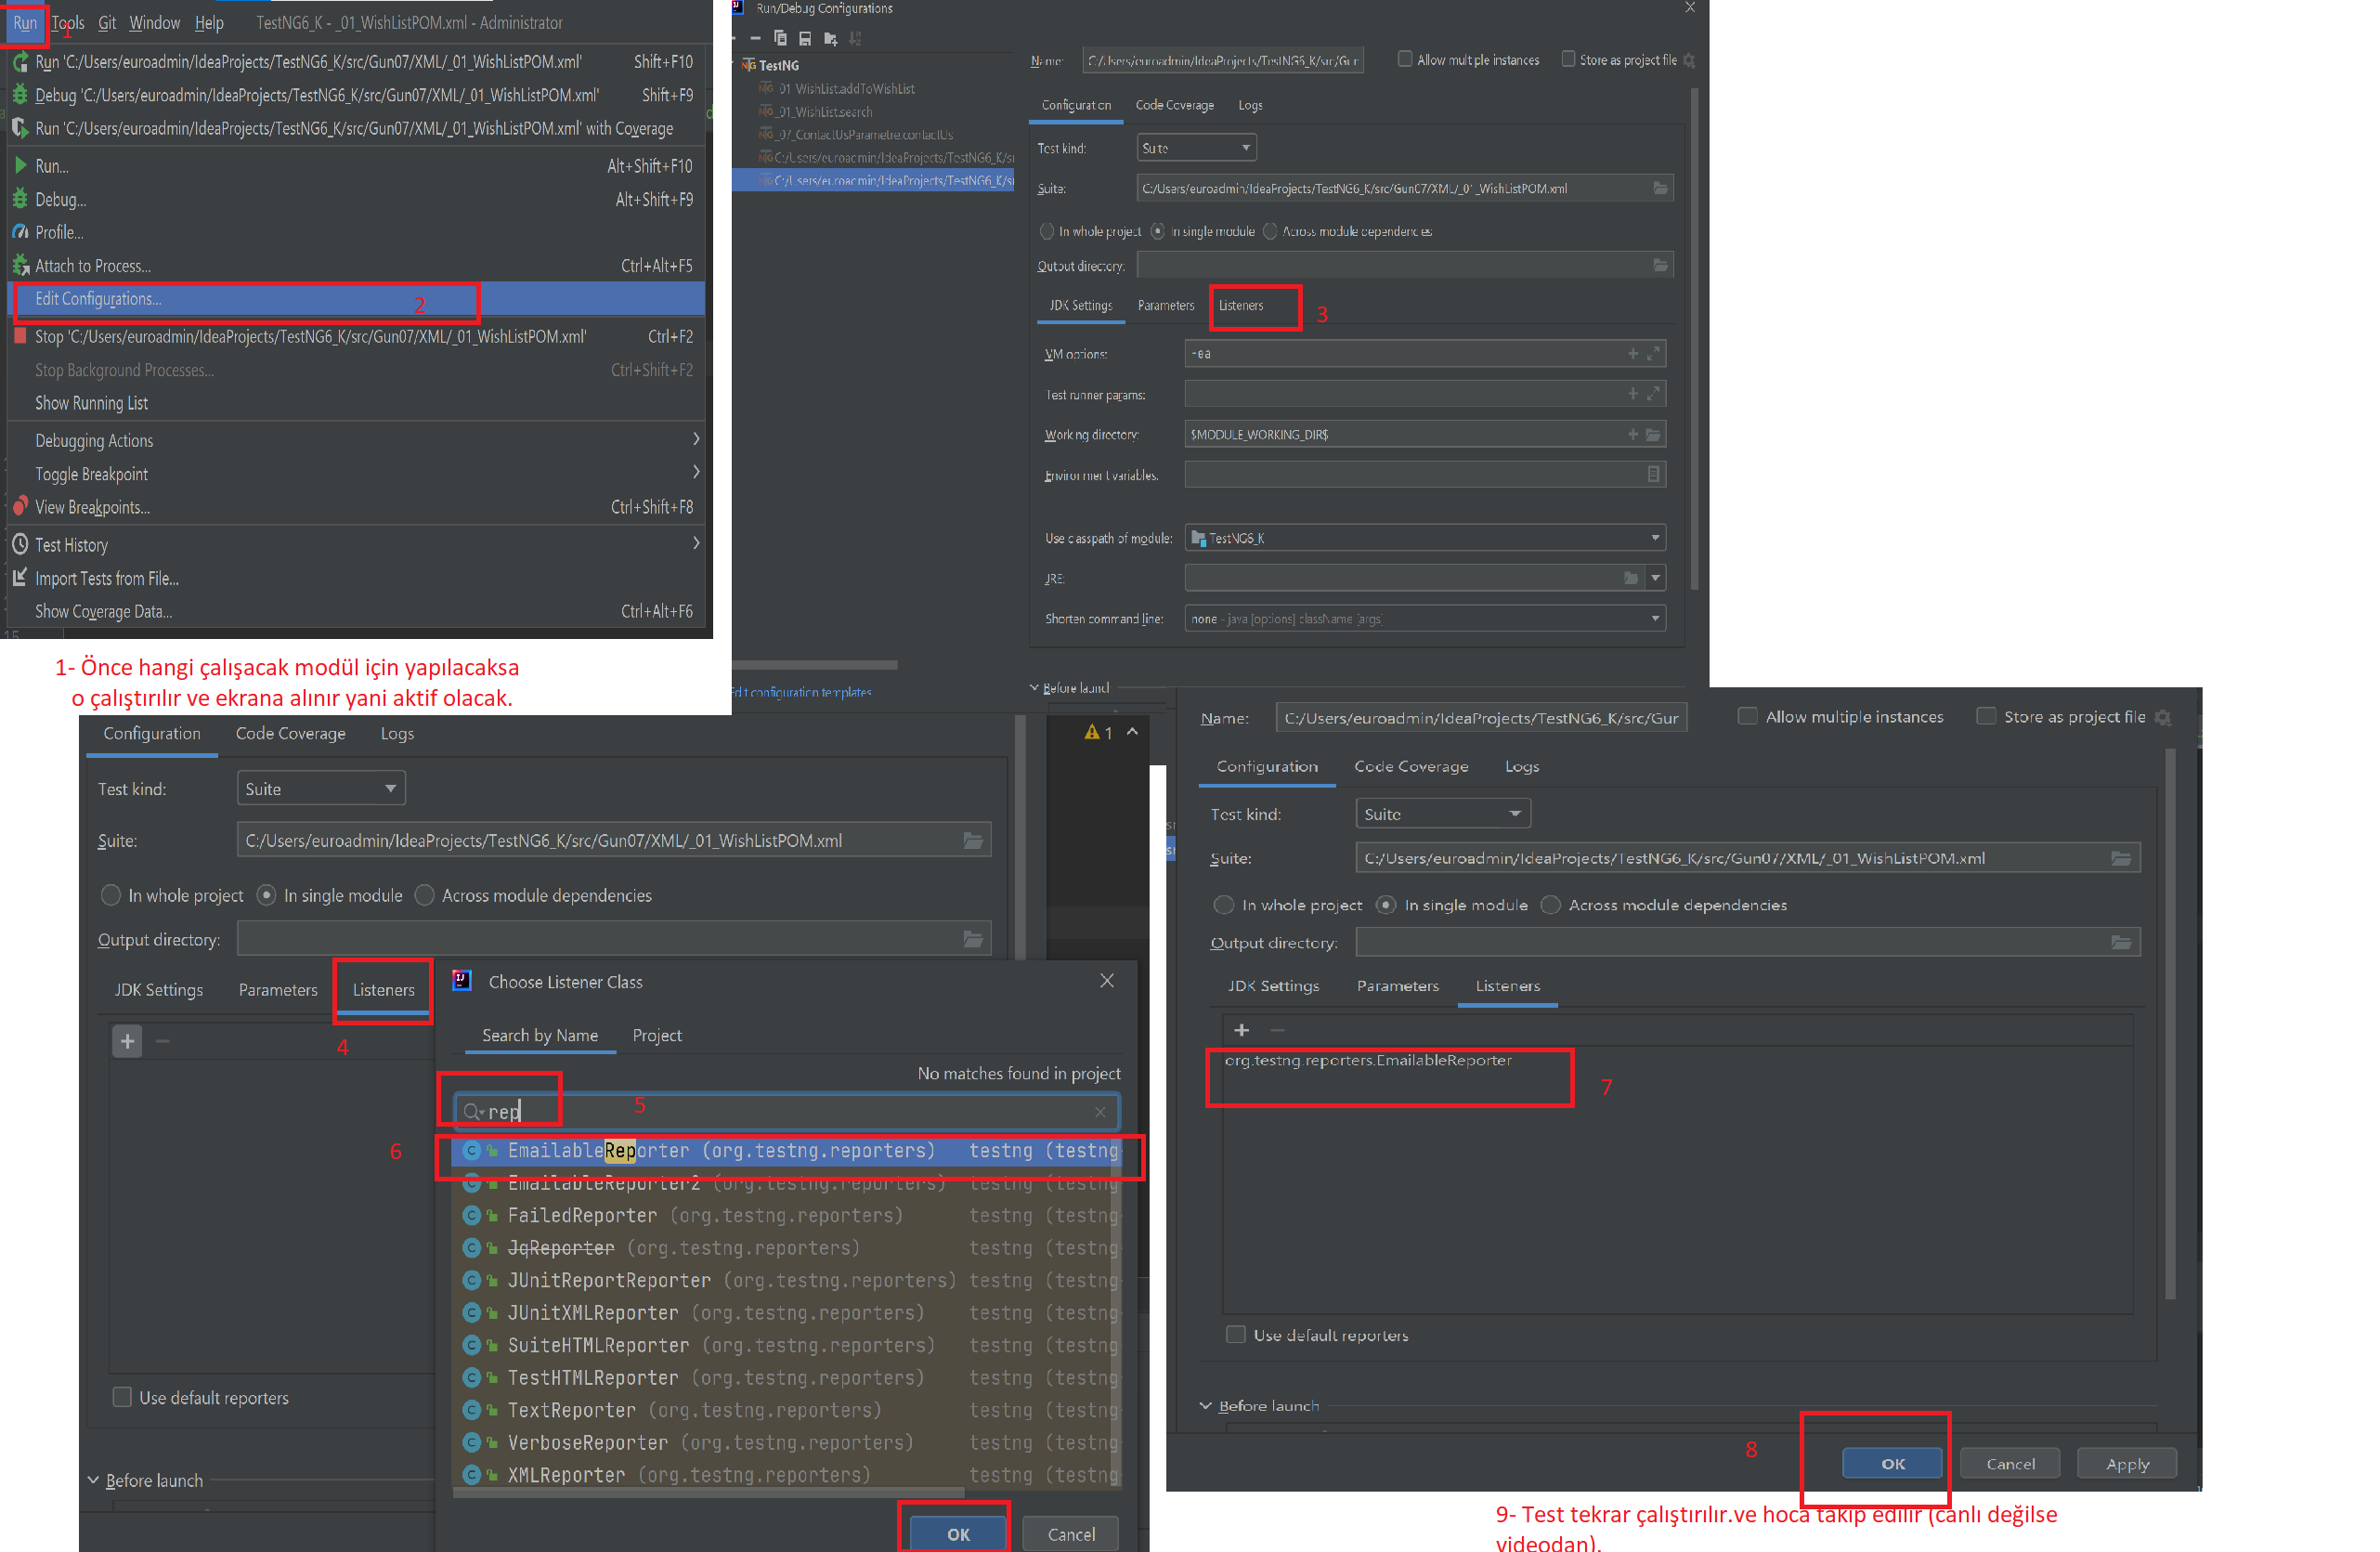 Run Tools Git Window Help TestNG6_K - _01_WishListPOM.xml - Administrator
1
Run 'C:/Users/euroadmin/IdeaProjects/TestNG6_K/src/Gun07/XML/_01_WishListPOM.xml' Shift+F10
Debug 'C:/Users/euroadmin/IdeaProjects/TestNG6_K/src/Gun07/XML/_01_WishListPOM.xml' Shift+F9
Run 'C:/Users/euroadmin/IdeaProjects/TestNG6_K/src/Gun07/XML/_01_WishListPOM.xml' with Coverage
Run... Alt+Shift+F10
Debug... Alt+Shift+F9
Profile...
Attach to Process... Ctrl+Alt+F5
Edit Configurations... 2
Stop 'C:/Users/euroadmin/IdeaProjects/TestNG6_K/src/Gun07/XML/_01_WishListPOM.xml' Ctrl+F2
Stop Background Processes... Ctrl+Shift+F2
Show Running List
Debugging Actions
Toggle Breakpoint
View Breakpoints... Ctrl+Shift+F8
Test History
Import Tests from File...
Show Coverage Data... Ctrl+Alt+F6
15
1- Önce hangi çalışacak modül için yapılacaksa
o çalıştırılır ve ekrana alınır yani aktif olacak.
Run/Debug Configurations
TestNG
_01_WishList.addToWishList
_01_WishList.search
_07_ContactUsParametre.contactUs
C:/Users/euroadmin/IdeaProjects/TestNG6_K/sr
C:/Users/euroadmin/IdeaProjects/TestNG6_K/sr
Edit configuration templates
Name: C:/Users/euroadmin/IdeaProjects/TestNG6_K/src/Gur Allow multiple instances Store as project file
Configuration Code Coverage Logs
Test kind: Suite
Suite: C:/Users/euroadmin/IdeaProjects/TestNG6_K/src/Gun07/XML/_01_WishListPOM.xml
In whole project In single module Across module dependencies
Output directory:
JDK Settings Parameters Listeners 3
VM options: -ea
Test runner params:
Working directory: $MODULE_WORKING_DIR$
Environment variables:
Use classpath of module: TestNG6_K
JRE:
Shorten command line: none - java [options] className [args]
Before launch
Configuration Code Coverage Logs
1
Test kind: Suite
Suite: C:/Users/euroadmin/IdeaProjects/TestNG6_K/src/Gun07/XML/_01_WishListPOM.xml
In whole project In single module Across module dependencies
Output directory:
JDK Settings Parameters Listeners
4
Use default reporters
Before launch
Choose Listener Class
Search by Name Project
No matches found in project
rep 5
6
EmailableReporter (org.testng.reporters) testng (testng
EmailableReporter2 (org.testng.reporters) testng (testng
FailedReporter (org.testng.reporters) testng (testng
JqReporter (org.testng.reporters) testng (testng
JUnitReportReporter (org.testng.reporters) testng (testng
JUnitXMLReporter (org.testng.reporters) testng (testng
SuiteHTMLReporter (org.testng.reporters) testng (testng
TestHTMLReporter (org.testng.reporters) testng (testng
TextReporter (org.testng.reporters) testng (testng
VerboseReporter (org.testng.reporters) testng (testng
XMLReporter (org.testng.reporters) testng (testng
OK Cancel
Name: C:/Users/euroadmin/IdeaProjects/TestNG6_K/src/Gur Allow multiple instances Store as project file
Configuration Code Coverage Logs
Test kind: Suite
Suite: C:/Users/euroadmin/IdeaProjects/TestNG6_K/src/Gun07/XML/_01_WishListPOM.xml
In whole project In single module Across module dependencies
Output directory:
JDK Settings Parameters Listeners
org.testng.reporters.EmailableReporter
7
Use default reporters
Before launch
8
OK Cancel Apply
9- Test tekrar çalıştırılır.ve hoca takip edilir (canlı değilse
videodan).